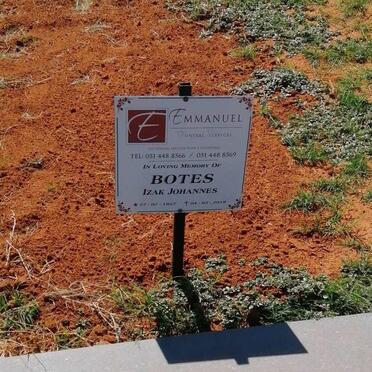 E EMMANUEL
FUNERAL SERVICES
TEL: 051 448 8566 / 051 448 8569
IN LOVING MEMORY OF
BOTES
IZAK JOHANNES